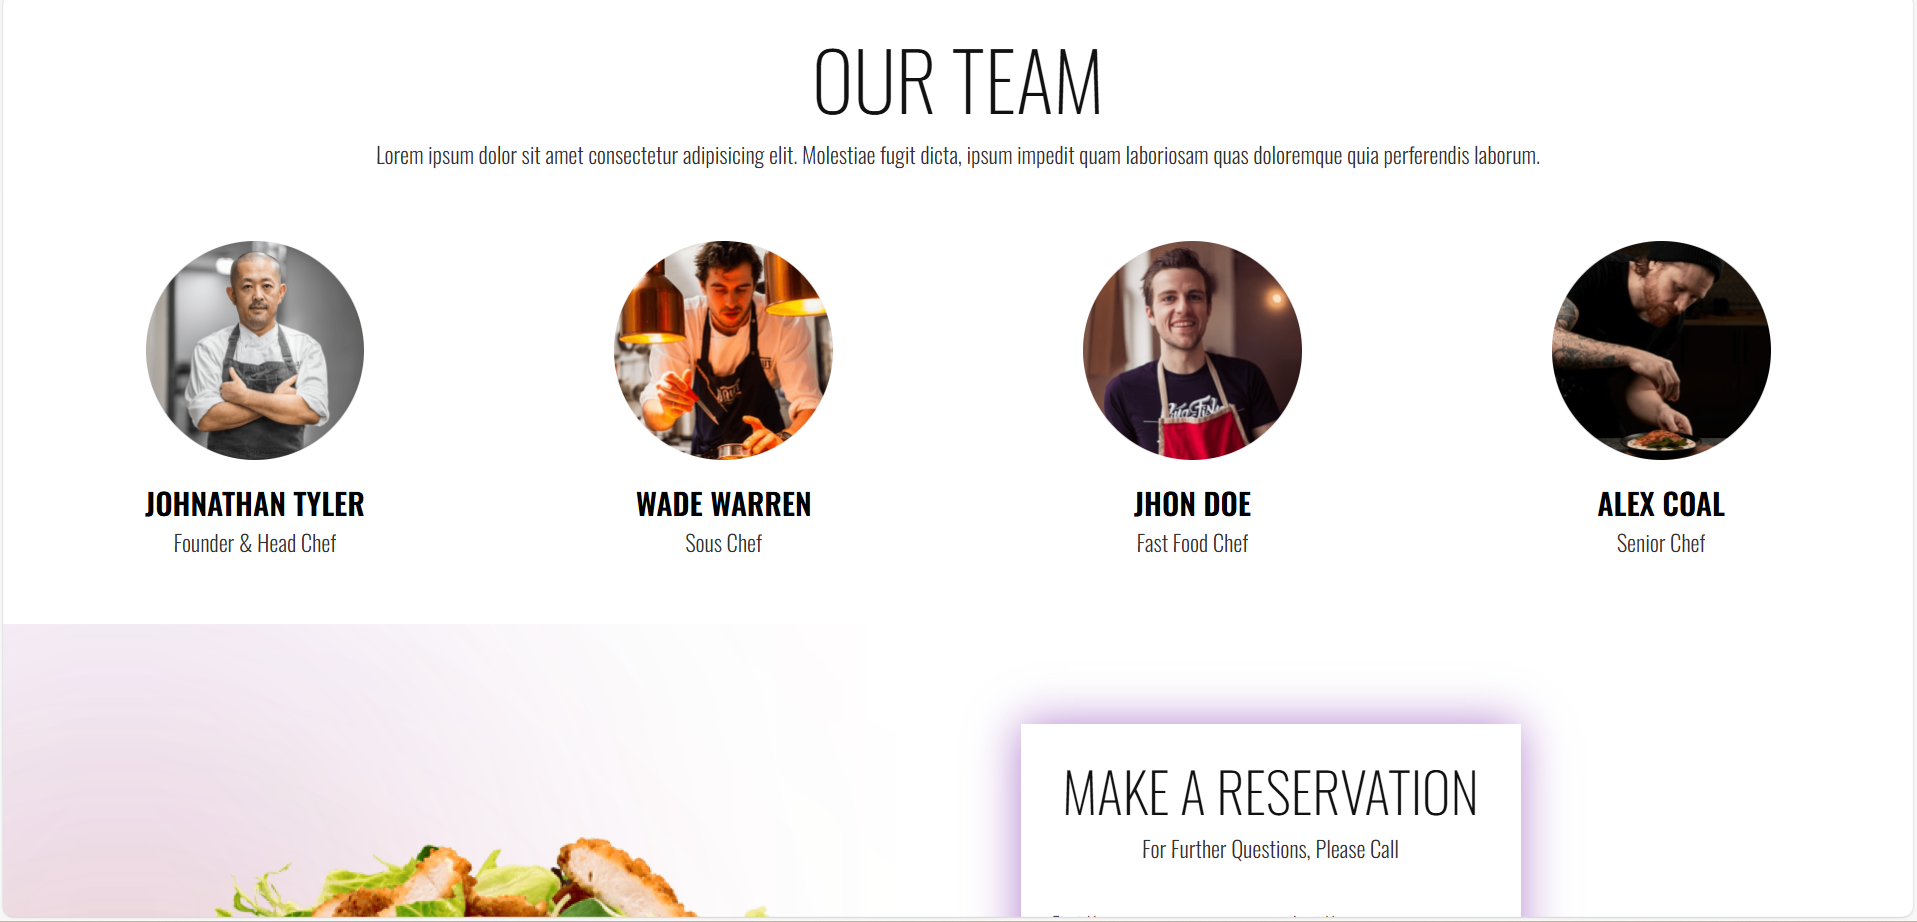 OUR TEAM
Lorem ipsum dolor sit amet consectetur adipisicing elit. Molestiae fugit dicta, ipsum impedit quam laboriosam quas doloremque quia perferendis laborum.
JOHNATHAN TYLER
Founder & Head Chef
WADE WARREN
Sous Chef
JHON DOE
Fast Food Chef
ALEX COAL
Senior Chef
MAKE A RESERVATION
For Further Questions, Please Call